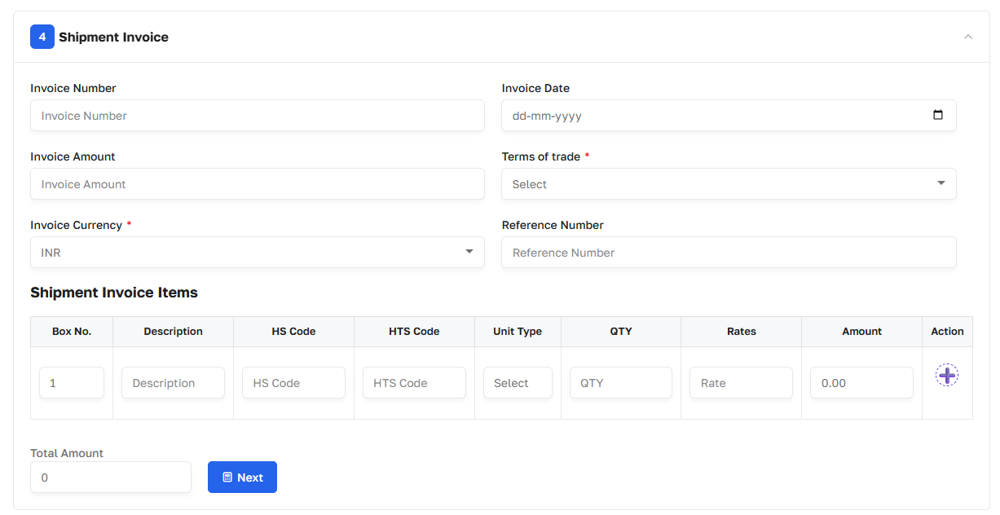 4 Shipment Invoice
Invoice Number Invoice Date
Invoice Number dd-mm-yyyy
Invoice Amount Terms of trade *
Invoice Amount Select
Invoice Currency * Reference Number
INR Reference Number
Shipment Invoice Items
Box No. Description HS Code HTS Code Unit Type QTY Rates Amount Action
1 Description HS Code HTS Code Select QTY Rate 0.00
Total Amount
0 Next